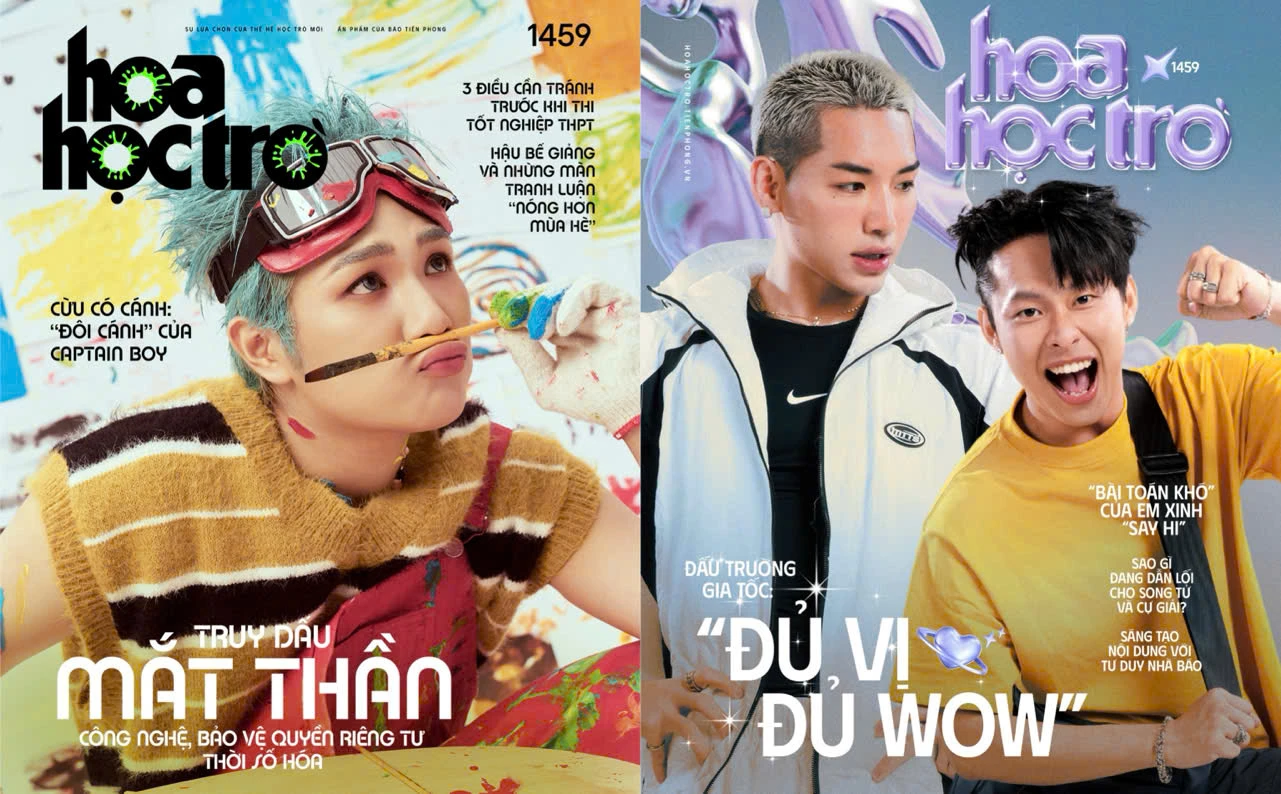 SỰ LỰA CHỌN CỦA THẾ HỆ HỌC TRÒ MỚI ẤN PHẨM CỦA BÁO TIỀN PHONG
1459
hoa
học trò
3 ĐIỀU CẦN TRÁNH
TRƯỚC KHI THI
TỐT NGHIỆP THPT
HẬU BẾ GIẢNG
VÀ NHỮNG MÀN
TRANH LUẬN
“NÓNG HƠN
MÙA HÈ”
CỪU CÓ CÁNH:
“ĐÔI CÁNH” CỦA
CAPTAIN BOY
TRUY DẤU
MẮT THẦN
CÔNG NGHỆ, BẢO VỆ QUYỀN RIÊNG TƯ
THỜI SỐ HÓA
HOAHOCTRO.TIENPHONG.VN
hoa
học trò
1459
“BÀI TOÁN KHÓ”
CỦA EM XINH
“SAY HI”
SAO GÌ
ĐANG DẪN LỐI
CHO SONG TỬ
VÀ CỰ GIẢI?
SÁNG TẠO
NỘI DUNG VỚI
TƯ DUY NHÀ BÁO
ĐẤU TRƯỜNG
GIA TỐC:
“ĐỦ VỊ
ĐỦ WOW”